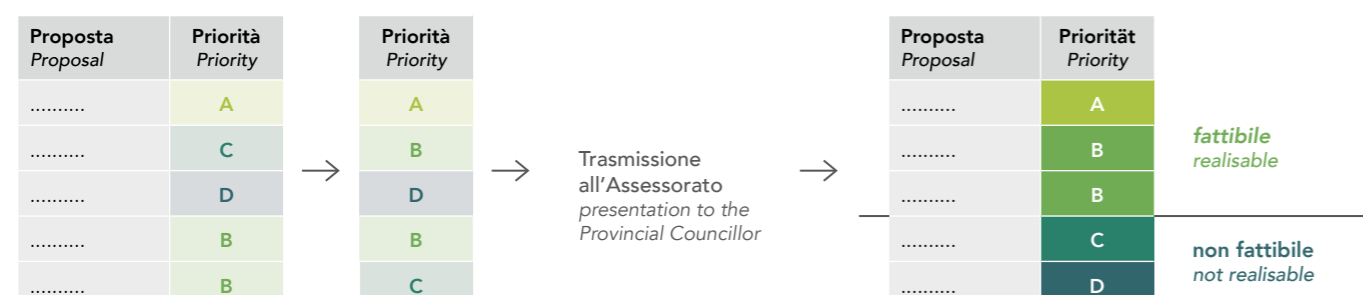 Proposta Priorità
Proposal Priority
.......... A
.......... C
.......... D
.......... B
.......... B
Priorità
Priority
A
B
D
B
C
Trasmissione
all'Assessorato
presentation to the
Provincial Councillor
Proposta Priorität
Proposal Priority
.......... A
.......... B
.......... B
.......... C
.......... D
fattibile
realisable
non fattibile
not realisable